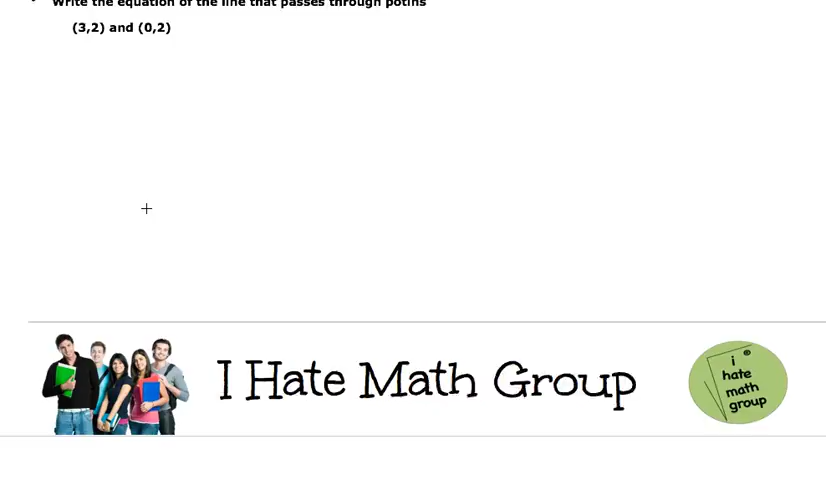 Write the equation of the line that passes through potins
(3,2) and (0,2)
I Hate Math Group
i
hate
math
group